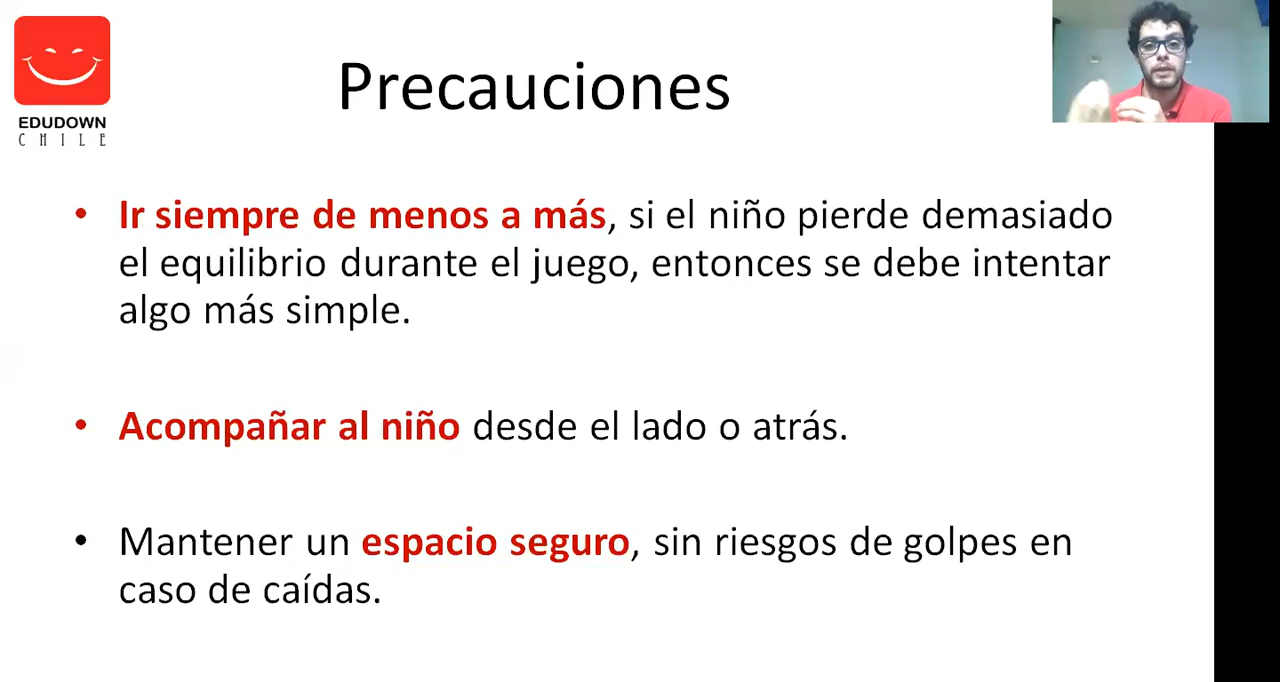 EDUDOWN
CHILE
Precauciones
• Ir siempre de menos a más, si el niño pierde demasiado
el equilibrio durante el juego, entonces se debe intentar
algo más simple.
• Acompañar al niño desde el lado o atrás.
• Mantener un espacio seguro, sin riesgos de golpes en
caso de caídas.